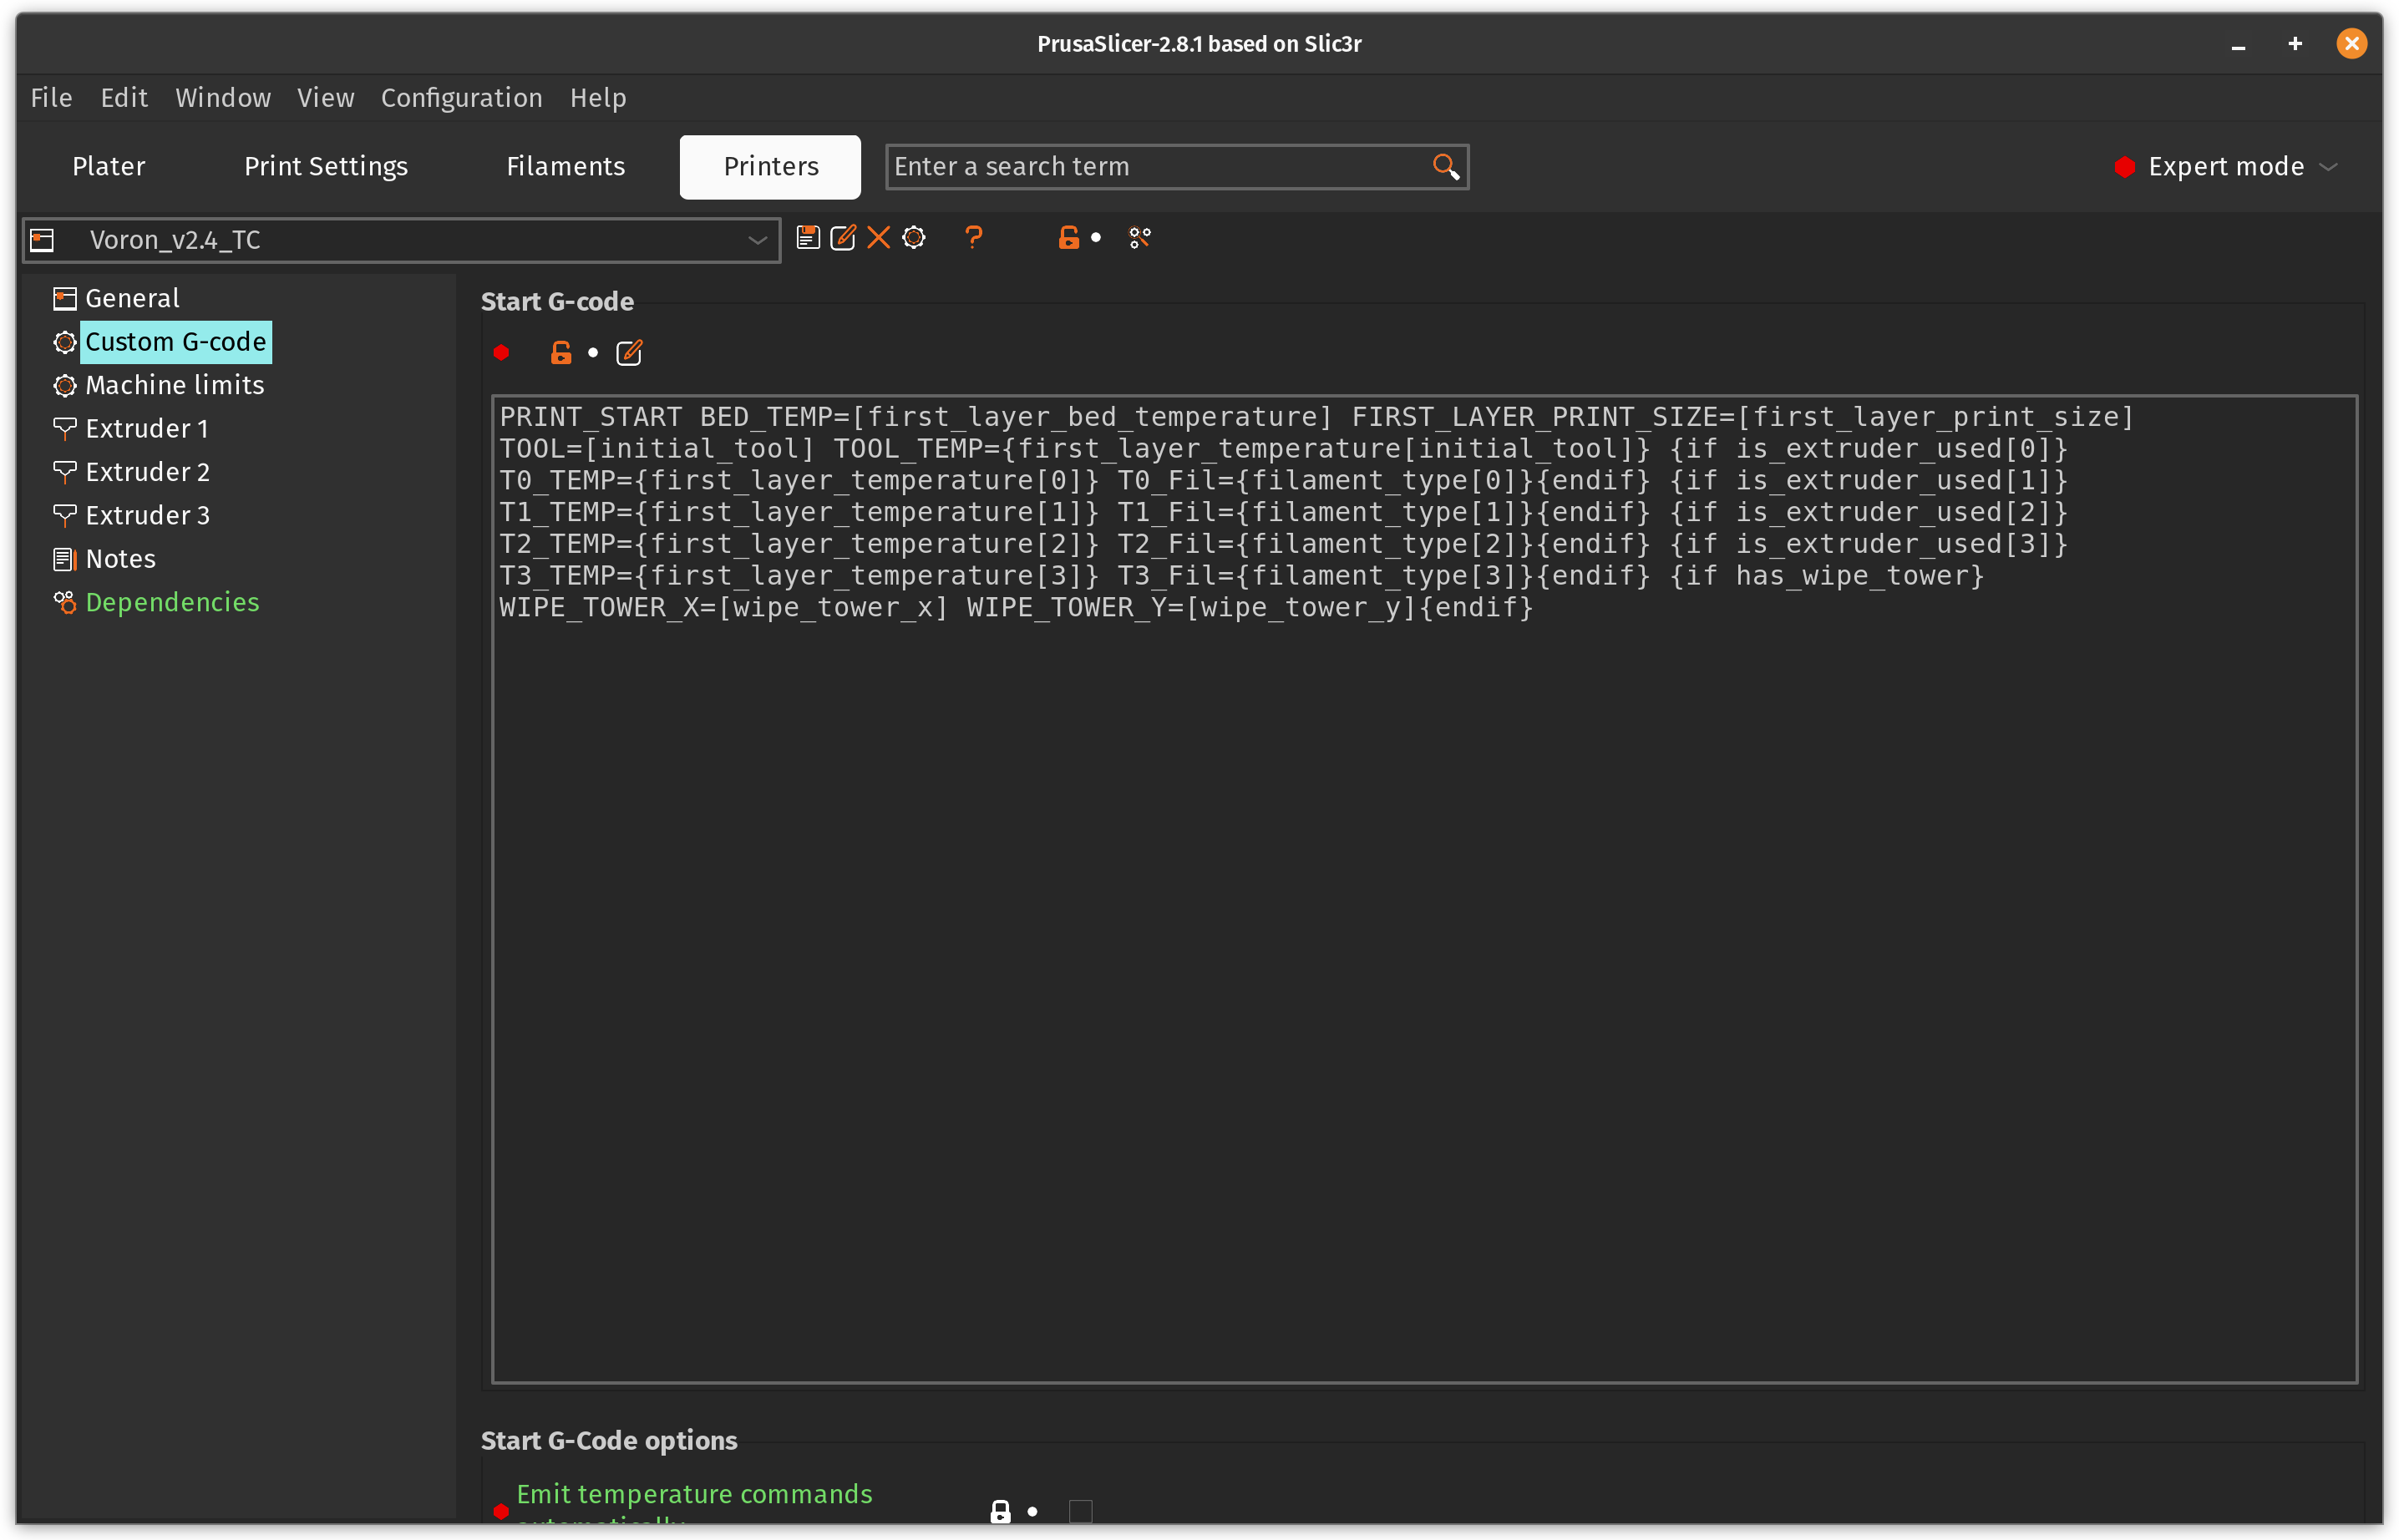 PrusaSlicer-2.8.1 based on Slic3r
File Edit Window View Configuration Help
Plater Print Settings Filaments Printers Enter a search term Expert mode
Voron_v2.4_TC
General
Custom G-code
Machine limits
Extruder 1
Extruder 2
Extruder 3
Notes
Dependencies
Start G-code
PRINT_START BED_TEMP=[first_layer_bed_temperature] FIRST_LAYER_PRINT_SIZE=[first_layer_print_size]
TOOL=[initial_tool] TOOL_TEMP={first_layer_temperature[initial_tool]} {if is_extruder_used[0]}
T0_TEMP={first_layer_temperature[0]} T0_Fil={filament_type[0]}{endif} {if is_extruder_used[1]}
T1_TEMP={first_layer_temperature[1]} T1_Fil={filament_type[1]}{endif} {if is_extruder_used[2]}
T2_TEMP={first_layer_temperature[2]} T2_Fil={filament_type[2]}{endif} {if is_extruder_used[3]}
T3_TEMP={first_layer_temperature[3]} T3_Fil={filament_type[3]}{endif} {if has_wipe_tower}
WIPE_TOWER_X=[wipe_tower_x] WIPE_TOWER_Y=[wipe_tower_y]{endif}
Start G-Code options
Emit temperature commands
automatically